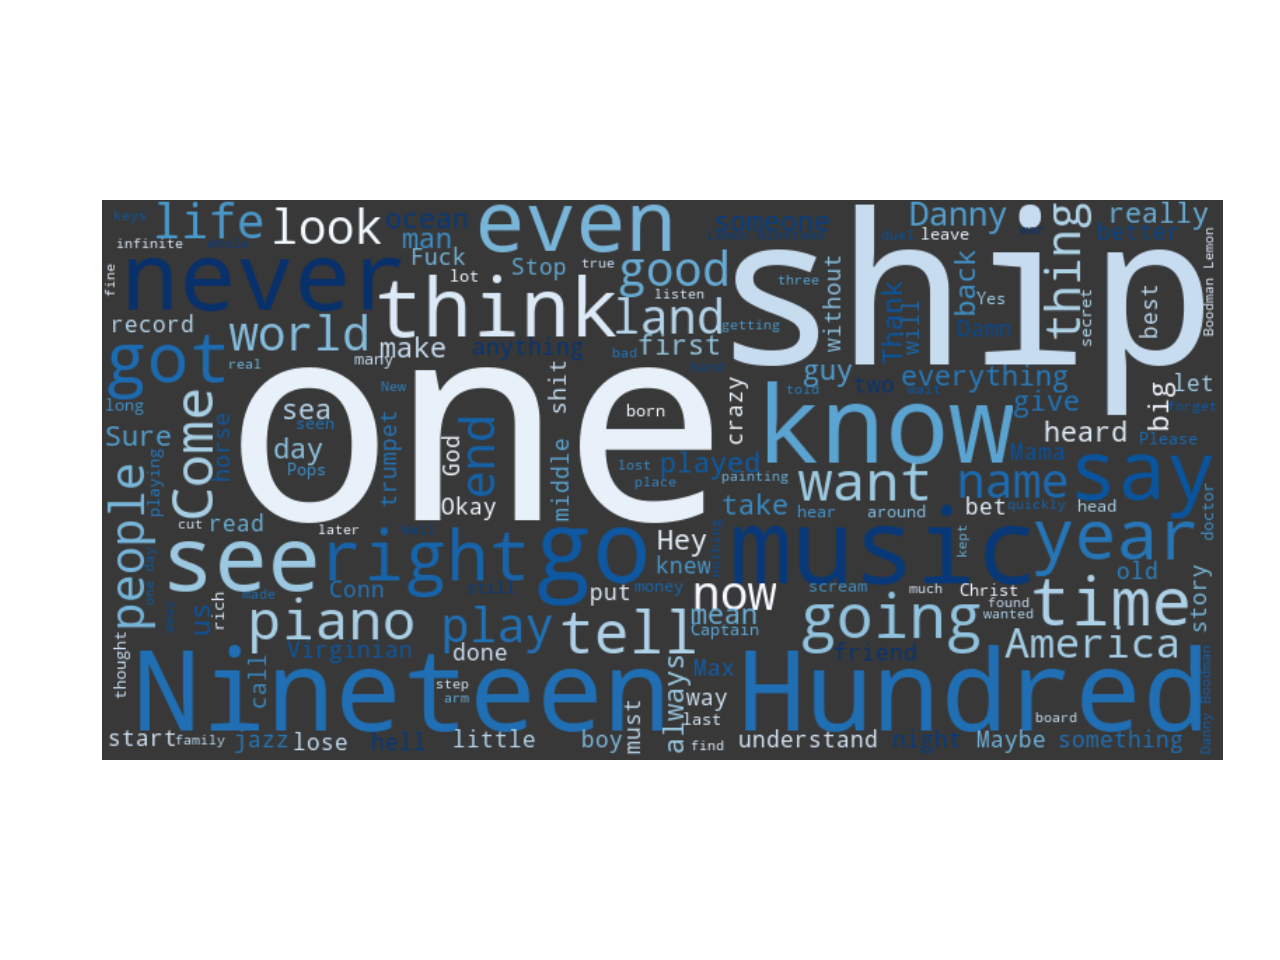 keys life look ocean even someone Danny really
infinite man Fuck leave better
never Stop true good ship thing
fine lot listen three without back Yes secret best Boodman Lemon
record world think land getting Thank will Damn
got make anything bad first
real many guy everything
long New shit told two let
sea born crazy know give big forget
Sure seen one heard Please
Come day horse trumpet God end middle lost played Mama
people playing Pops place painting want name say
Okay take bet quickly head doctor
cut read later hear around
see right go Hey music year
one day knew kept old
Conn still put money scream much Christ
us rich made now found time story
piano play tell mean going wanted
Captain America
thought Virginian done friend
call Max
Nineteen Hundred
step arm always way Danny Boodman
must last board
start family jazz lose hell little boy find understand night Maybe something